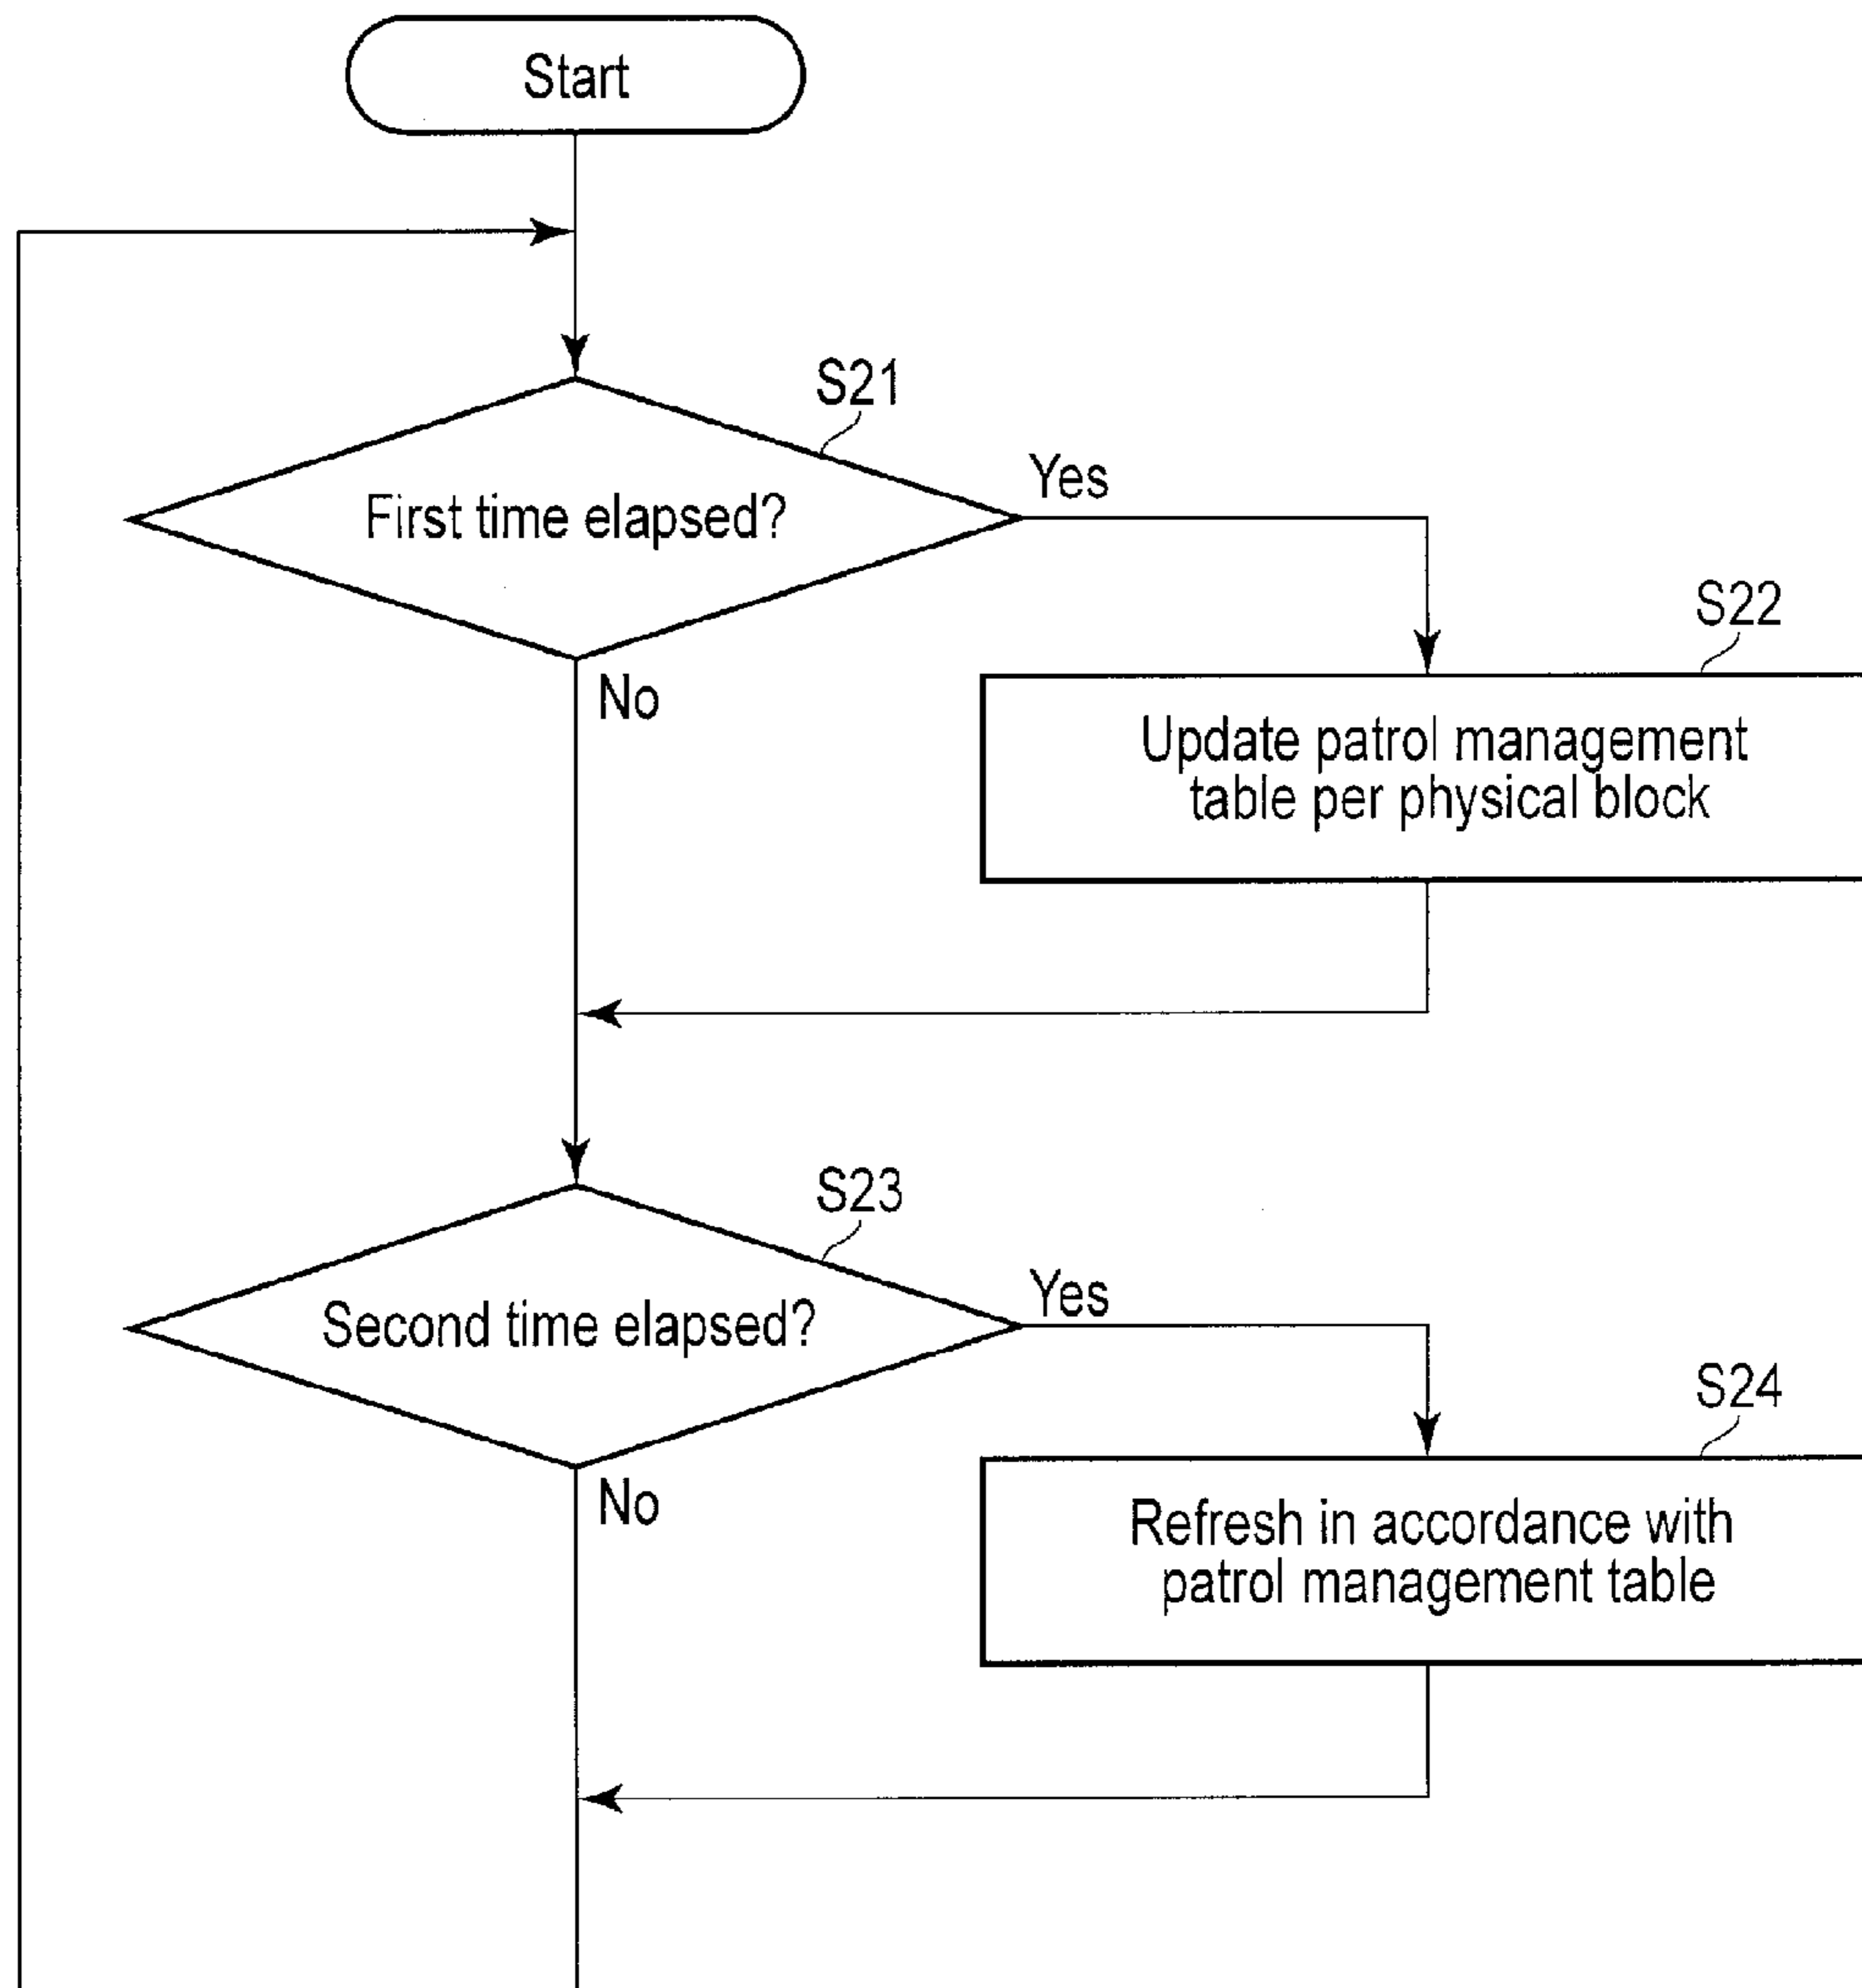 Start
S21
First time elapsed?
Yes
No
S22
Update patrol management
table per physical block
S23
Second time elapsed?
Yes
No
S24
Refresh in accordance with
patrol management table